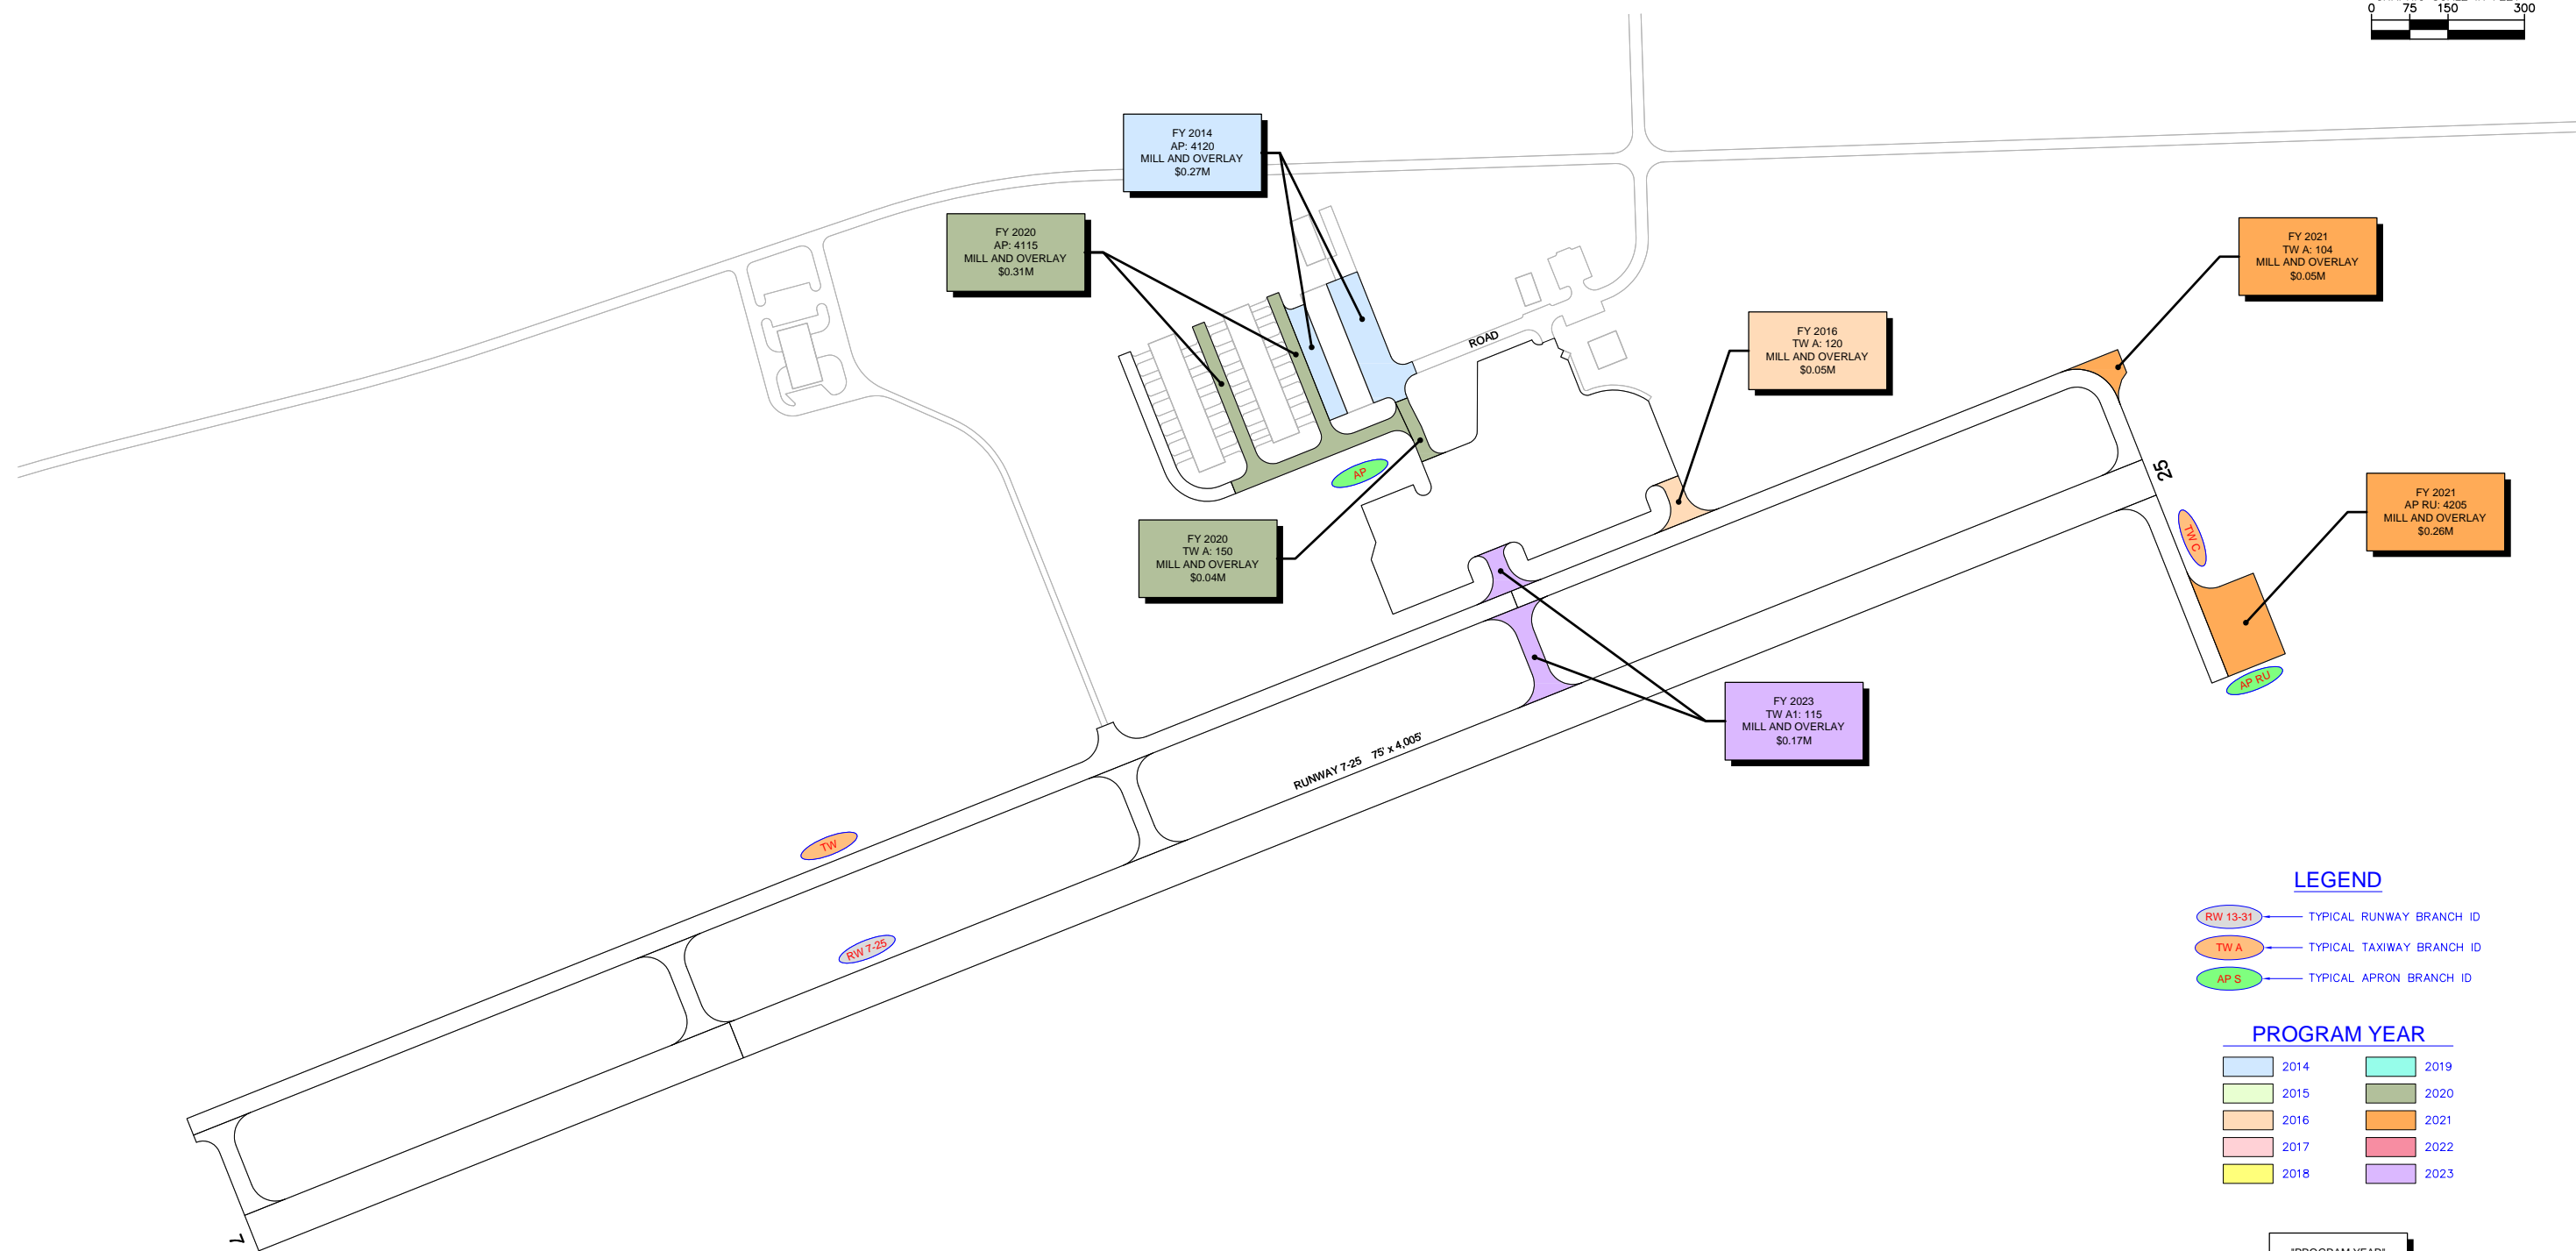 0 75 150 300
FY 2014
AP: 4120
MILL AND OVERLAY
$0.27M
FY 2020
AP: 4115
MILL AND OVERLAY
$0.31M
FY 2021
TW A: 104
MILL AND OVERLAY
$0.05M
FY 2016
TW A: 120
MILL AND OVERLAY
$0.05M
ROAD
AP
25
FY 2021
AP RU: 4205
MILL AND OVERLAY
$0.26M
TW C
FY 2020
TW A: 150
MILL AND OVERLAY
$0.04M
AP RU
FY 2023
TW A1: 115
MILL AND OVERLAY
$0.17M
RUNWAY 7-25 75' x 4,005'
TW
RW 7-25
7
LEGEND
RW 13-31 TYPICAL RUNWAY BRANCH ID
TW A TYPICAL TAXIWAY BRANCH ID
AP S TYPICAL APRON BRANCH ID
PROGRAM YEAR
2014 2019
2015 2020
2016 2021
2017 2022
2018 2023
"PROGRAM YEAR"